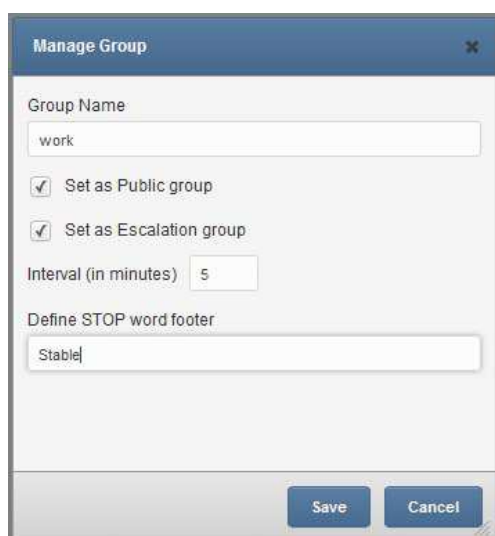 Manage Group
Group Name
work
Set as Public group
Set as Escalation group
Interval (in minutes) 5
Define STOP word footer
Stable
Save Cancel